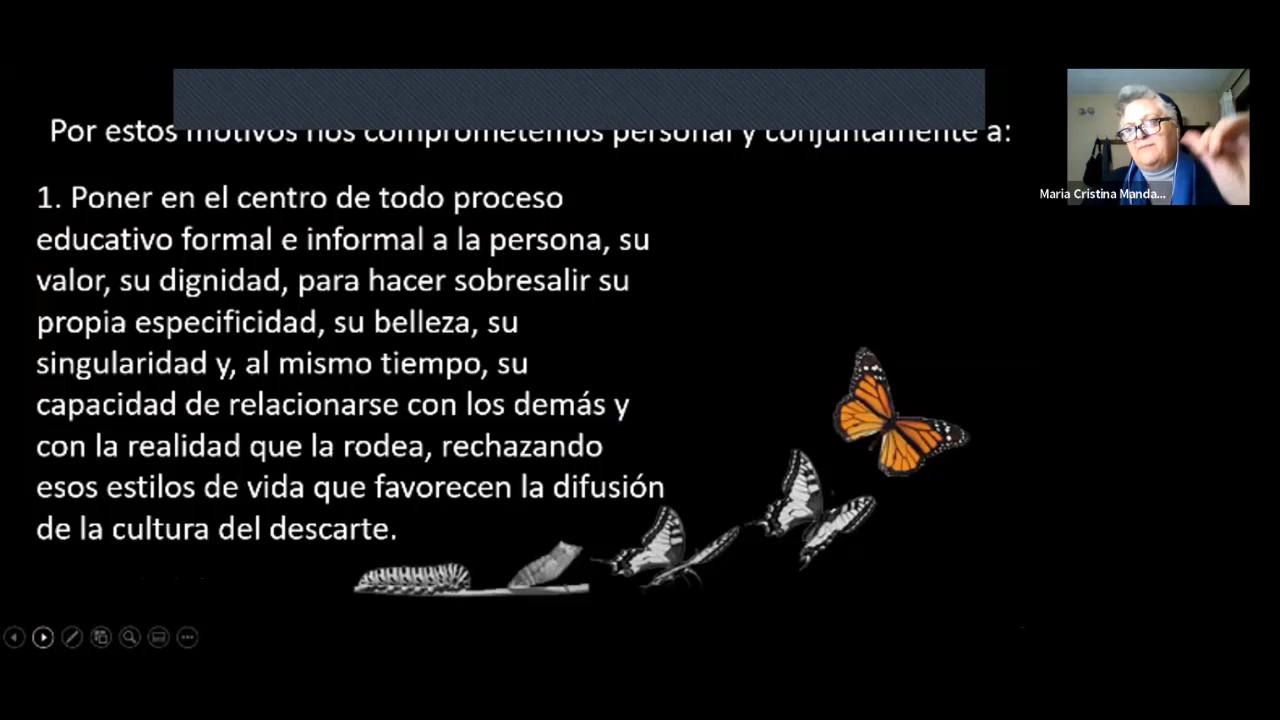 Por estos motivos nos comprometemos personal y conjuntamente a:
1. Poner en el centro de todo proceso
educativo formal e informal a la persona, su
valor, su dignidad, para hacer sobresalir su
propia especificidad, su belleza, su
singularidad y, al mismo tiempo, su
capacidad de relacionarse con los demás y
con la realidad que la rodea, rechazando
esos estilos de vida que favorecen la difusión
de la cultura del descarte.
Maria Cristina Manda...